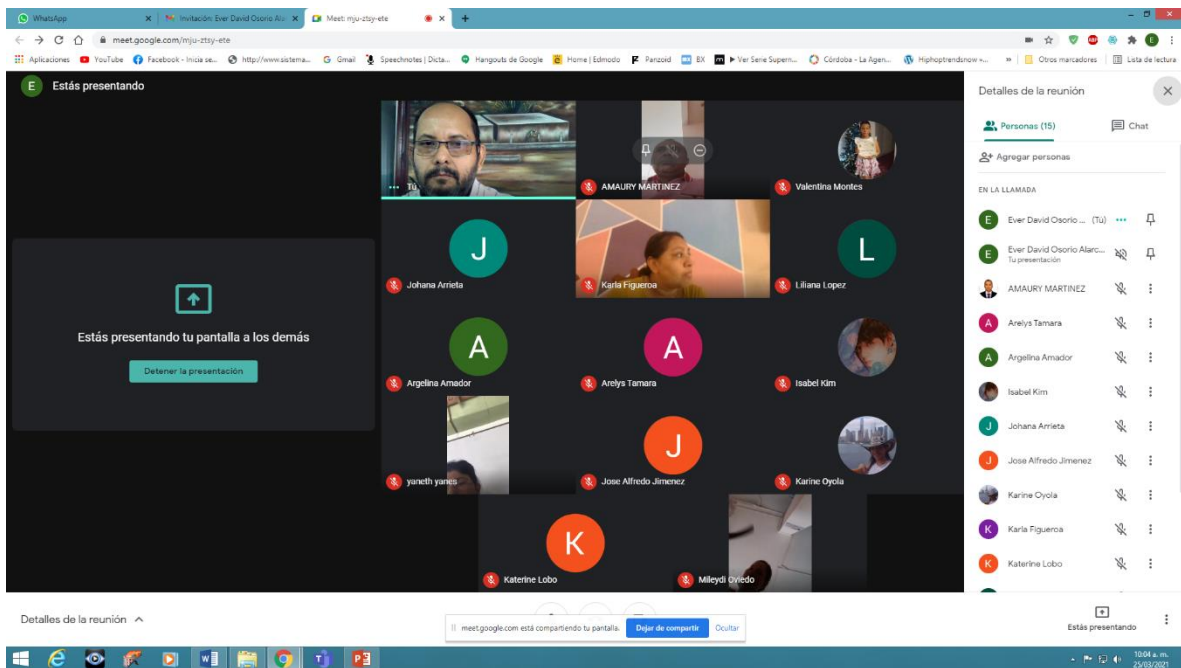 WhatsApp
Invitación: Ever David Osorio Ala
Meet: mju-ztsy-ete
meet.google.com/mju-ztsy-ete
Aplicaciones YouTube Facebook - Inicia se... http://www.sistema... Gmail Speechnotes | Dicta... Hangouts de Google Home | Edmodo Panzoid BX Ver Serie Supern... Córdoba - La Agen... Hiphoptrendsnow «... » Otros marcadores Lista de lectura
E Estás presentando
Estás presentando tu pantalla a los demás
Detener la presentación
Tú
AMAURY MARTINEZ
Valentina Montes
J
Johana Arrieta
Karla Figueroa
L
Liliana Lopez
A
Argelina Amador
A
Arelys Tamara
Isabel Kim
yaneth yanes
J
Jose Alfredo Jimenez
Karine Oyola
K
Katerine Lobo
Mileydi Oviedo
Detalles de la reunión
Personas (15) Chat
Agregar personas
EN LA LLAMADA
E Ever David Osorio ... (Tú)
E Ever David Osorio Alarc...
Tu presentación
AMAURY MARTINEZ
A Arelys Tamara
A Argelina Amador
Isabel Kim
J Johana Arrieta
J Jose Alfredo Jimenez
Karine Oyola
K Karla Figueroa
K Katerine Lobo
Detalles de la reunión
meet.google.com está compartiendo tu pantalla. Dejar de compartir Ocultar
Estás presentando
10:04 a. m.
25/03/2021